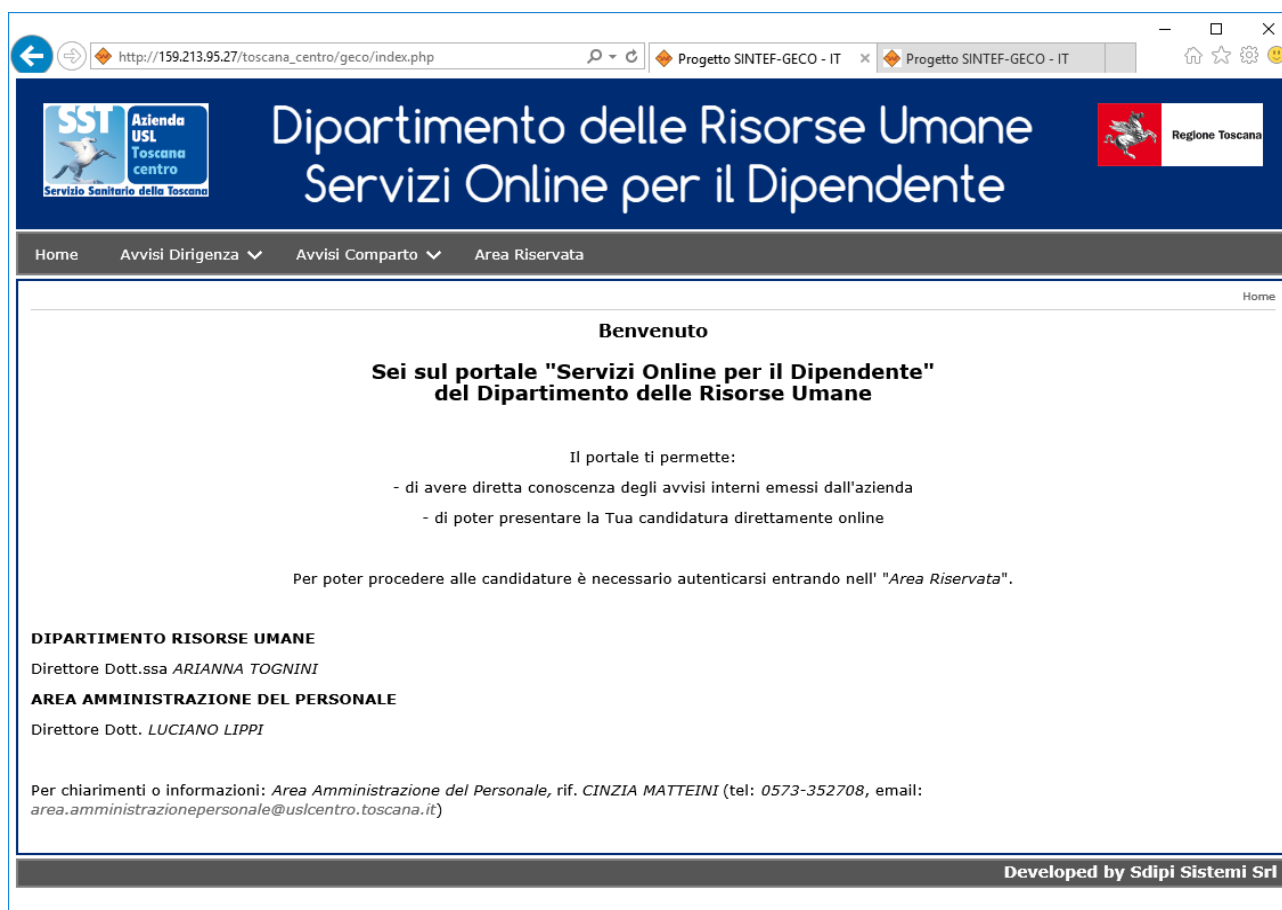 http://159.213.95.27/toscana_centro/geco/index.php
Progetto SINTEF-GECO - IT
Progetto SINTEF-GECO - IT
SST
Azienda
USL
Toscana
centro
Servizio Sanitario della Toscana
Dipartimento delle Risorse Umane
Servizi Online per il Dipendente
Regione Toscana
Home
Avvisi Dirigenza
Avvisi Comparto
Area Riservata
Home
Benvenuto
Sei sul portale "Servizi Online per il Dipendente"
del Dipartimento delle Risorse Umane
Il portale ti permette:
- di avere diretta conoscenza degli avvisi interni emessi dall'azienda
- di poter presentare la Tua candidatura direttamente online
Per poter procedere alle candidature è necessario autenticarsi entrando nell' "Area Riservata".
DIPARTIMENTO RISORSE UMANE
Direttore Dott.ssa ARIANNA TOGNINI
AREA AMMINISTRAZIONE DEL PERSONALE
Direttore Dott. LUCIANO LIPPI
Per chiarimenti o informazioni: Area Amministrazione del Personale, rif. CINZIA MATTEINI (tel: 0573-352708, email:
area.amministrazionepersonale@uslcentro.toscana.it)
Developed by Sdipi Sistemi Srl